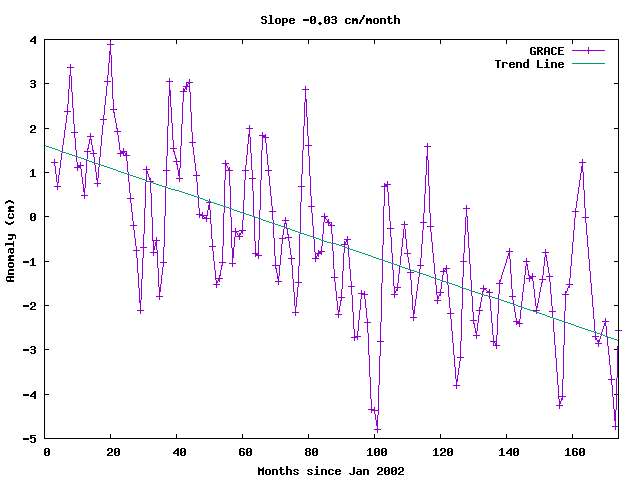 Slope -0.03 cm/month
GRACE
Trend Line
4
3
2
1
0
-1
-2
-3
-4
-5
Anomaly (cm)
0 20 40 60 80 100 120 140 160
Months since Jan 2002